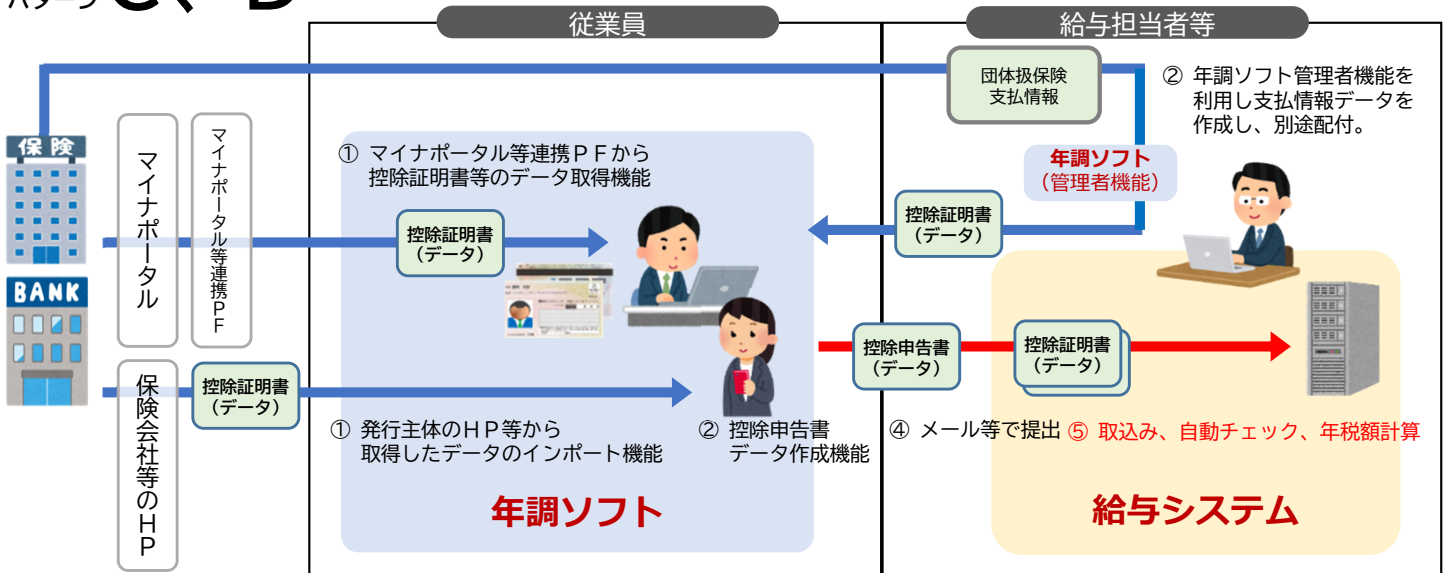 パターン C、D
従業員
給与担当者等
団体扱保険
支払情報
② 年調ソフト管理者機能を
利用し支払情報データを
作成し、別途配付。
保険
BANK
マイナポータル
マイナポータル等連携PF
① マイナポータル等連携PFから
控除証明書等のデータ取得機能
年調ソフト
(管理者機能)
控除証明書
(データ)
控除証明書
(データ)
控除申告書
(データ)
控除証明書
(データ)
保険会社等のHP
控除証明書
(データ)
① 発行主体のHP等から
取得したデータのインポート機能
② 控除申告書
データ作成機能
④ メール等で提出
⑤ 取込み、自動チェック、年税額計算
年調ソフト
給与システム